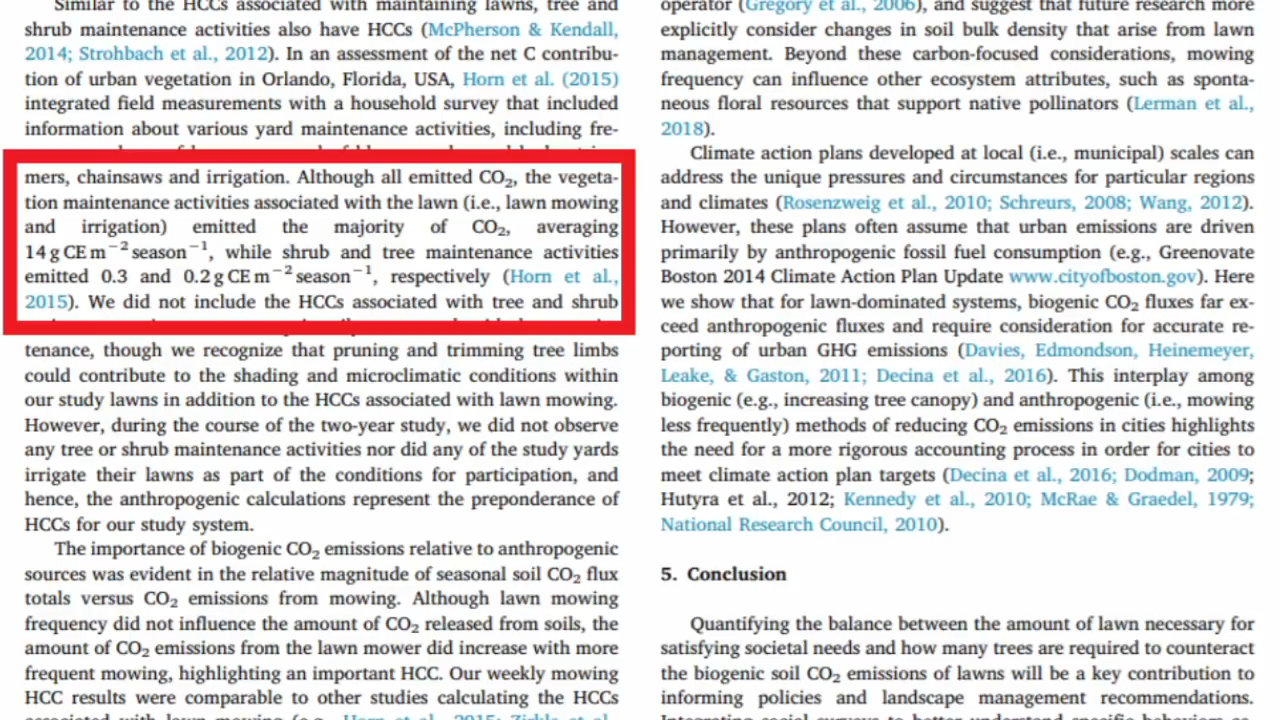 Similar to the HCCs associated with maintaining lawns, tree and
shrub maintenance activities also have HCCs (McPherson & Kendall,
2014; Strohbach et al., 2012). In an assessment of the net C contribu-
tion of urban vegetation in Orlando, Florida, USA, Horn et al. (2015)
integrated field measurements with a household survey that included
information about various yard maintenance activities, including fre-
mers, chainsaws and irrigation. Although all emitted CO₂, the vegeta-
tion maintenance activities associated with the lawn (i.e., lawn mowing
and irrigation) emitted the majority of CO₂, averaging
14 g CE m⁻² season⁻¹, while shrub and tree maintenance activities
emitted 0.3 and 0.2 g CE m⁻² season⁻¹, respectively (Horn et al.,
2015). We did not include the HCCs associated with tree and shrub
tenance, though we recognize that pruning and trimming tree limbs
could contribute to the shading and microclimatic conditions within
our study lawns in addition to the HCCs associated with lawn mowing.
However, during the course of the two-year study, we did not observe
any tree or shrub maintenance activities nor did any of the study yards
irrigate their lawns as part of the conditions for participation, and
hence, the anthropogenic calculations represent the preponderance of
HCCs for our study system.
The importance of biogenic CO₂ emissions relative to anthropogenic
sources was evident in the relative magnitude of seasonal soil CO₂ flux
totals versus CO₂ emissions from mowing. Although lawn mowing
frequency did not influence the amount of CO₂ released from soils, the
amount of CO₂ emissions from the lawn mower did increase with more
frequent mowing, highlighting an important HCC. Our weekly mowing
HCC results were comparable to other studies calculating the HCCs
associated with lawn mowing (e.g., Horn et al., 2015; Zirkle et al.,
operator (Gregory et al., 2006), and suggest that future research more
explicitly consider changes in soil bulk density that arise from lawn
management. Beyond these carbon-focused considerations, mowing
frequency can influence other ecosystem attributes, such as sponta-
neous floral resources that support native pollinators (Lerman et al.,
2018).
Climate action plans developed at local (i.e., municipal) scales can
address the unique pressures and circumstances for particular regions
and climates (Rosenzweig et al., 2010; Schreurs, 2008; Wang, 2012).
However, these plans often assume that urban emissions are driven
primarily by anthropogenic fossil fuel consumption (e.g., Greenovate
Boston 2014 Climate Action Plan Update www.cityofboston.gov). Here
we show that for lawn-dominated systems, biogenic CO₂ fluxes far ex-
ceed anthropogenic fluxes and require consideration for accurate re-
porting of urban GHG emissions (Davies, Edmondson, Heinemeyer,
Leake, & Gaston, 2011; Decina et al., 2016). This interplay among
biogenic (e.g., increasing tree canopy) and anthropogenic (i.e., mowing
less frequently) methods of reducing CO₂ emissions in cities highlights
the need for a more rigorous accounting process in order for cities to
meet climate action plan targets (Decina et al., 2016; Dodman, 2009;
Hutyra et al., 2012; Kennedy et al., 2010; McRae & Graedel, 1979;
National Research Council, 2010).
5. Conclusion
Quantifying the balance between the amount of lawn necessary for
satisfying societal needs and how many trees are required to counteract
the biogenic soil CO₂ emissions of lawns will be a key contribution to
informing policies and landscape management recommendations.
Integrating social surveys to better understand specific behaviors as-